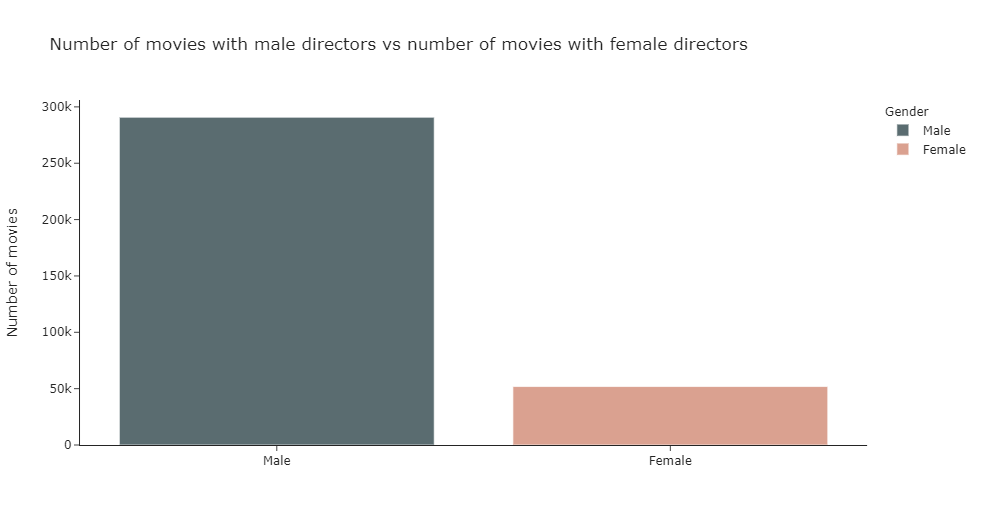 Number of movies with male directors vs number of movies with female directors
Gender
Male
Female
Number of movies
300k
250k
200k
150k
100k
50k
0
Male
Female